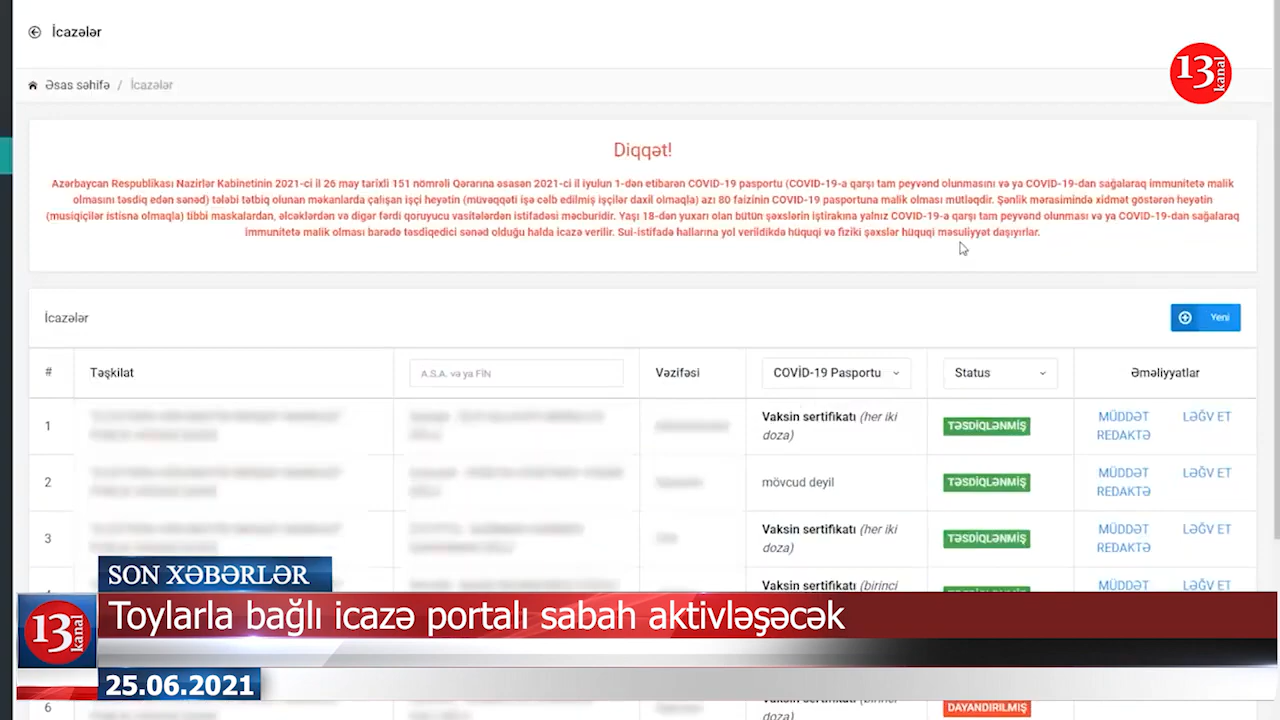 İcazələr
13 kanal
Əsas səhifə / İcazələr
Diqqət!
Azərbaycan Respublikası Nazirlər Kabinetinin 2021-ci il 26 may tarixli 151 nömrəli Qərarına əsasən 2021-ci il iyulun 1-dən etibarən COVID-19 pasportu (COVID-19-a qarşı tam peyvənd olunmasını və ya COVID-19-dan sağalaraq immunitetə malik
olmasını təsdiq edən sənəd) tələbi tətbiq olunan məkanlarda çalışan işçi heyətin (müvəqqəti işə cəlb edilmiş işçilər daxil olmaqla) azı 80 faizinin COVID-19 pasportuna malik olması mütləqdir. Şənlik mərasimində xidmət göstərən heyətin
(musiqiçilər istisna olmaqla) tibbi maskalardan, əlcəklərdən və digər fərdi qoruyucu vasitələrdən istifadəsi məcburidir. Yaşı 18-dən yuxarı olan bütün şəxslərin iştirakına yalnız COVID-19-a qarşı tam peyvənd olunması və ya COVID-19-dan sağalaraq
immunitetə malik olması barədə təsdiqedici sənəd olduğu halda icazə verilir. Sui-istifadə hallarına yol verildikdə hüquqi və fiziki şəxslər hüquqi məsuliyyət daşıyırlar.
İcazələr
Yeni
# Təşkilat A.S.A. və ya FİN Vəzifəsi COVİD-19 Pasportu Status Əməliyyatlar
1 Vaksin sertifikatı (her iki doza) TƏSDİQLƏNMİŞ MÜDDƏT REDAKTƏ LƏĞV ET
2 mövcud deyil TƏSDİQLƏNMİŞ MÜDDƏT REDAKTƏ LƏĞV ET
3 Vaksin sertifikatı (her iki doza) TƏSDİQLƏNMİŞ MÜDDƏT REDAKTƏ LƏĞV ET
Vaksin sertifikatı (birinci MÜDDƏT LƏĞV ET
SON XƏBƏRLƏR
13 kanal
Toylarla bağlı icazə portalı sabah aktivləşəcək
25.06.2021
6 doza) DAYANDIRILMIŞ